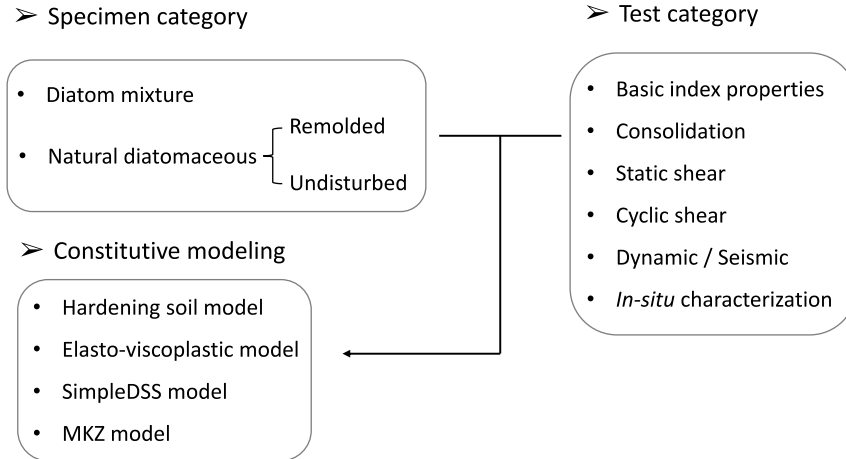 ➢ Specimen category
• Diatom mixture
• Natural diatomaceous
Remolded
Undisturbed
➢ Test category
• Basic index properties
• Consolidation
• Static shear
• Cyclic shear
• Dynamic / Seismic
• In-situ characterization
➢ Constitutive modeling
• Hardening soil model
• Elasto-viscoplastic model
• SimpleDSS model
• MKZ model